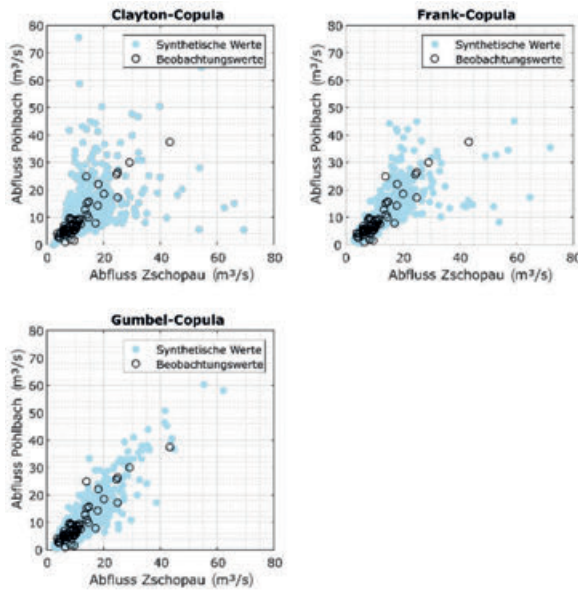 Clayton-Copula
80
70
60
50
40
30
20
10
0
0 20 40 60 80
Abfluss Pöhlbach (m³/s)
Abfluss Zschopau (m³/s)
Synthetische Werte
Beobachtungswerte
Frank-Copula
80
70
60
50
40
30
20
10
0
0 20 40 60 80
Abfluss Pöhlbach (m³/s)
Abfluss Zschopau (m³/s)
Synthetische Werte
Beobachtungswerte
Gumbel-Copula
80
70
60
50
40
30
20
10
0
0 20 40 60 80
Abfluss Pöhlbach (m³/s)
Abfluss Zschopau (m³/s)
Synthetische Werte
Beobachtungswerte